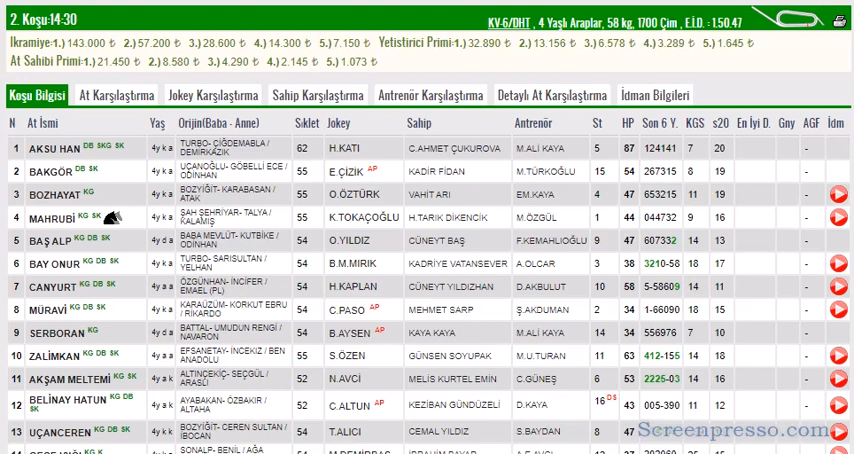 2. Koşu:14:30
KV-6/DHT , 4 Yaşlı Araplar, 58 kg, 1700 Çim , E.İ.D. : 1.50.47
Ikramiye:1.) 143.000 ₺ 2.) 57.200 ₺ 3.) 28.600 ₺ 4.) 14.300 ₺ 5.) 7.150 ₺ Yetistirici Primi:1.) 32.890 ₺ 2.) 13.156 ₺ 3.) 6.578 ₺ 4.) 3.289 ₺ 5.) 1.645 ₺
At Sahibi Primi:1.) 21.450 ₺ 2.) 8.580 ₺ 3.) 4.290 ₺ 4.) 2.145 ₺ 5.) 1.073 ₺
Koşu Bilgisi At Karşılaştırma Jokey Karşılaştırma Sahip Karşılaştırma Antrenör Karşılaştırma Detaylı At Karşılaştırma İdman Bilgileri
N At İsmi Yaş Orijin(Baba - Anne) Sıklet Jokey Sahip Antrenör St HP Son 6 Y. KGS s20 En İyi D. Gny AGF İdm
1 AKSU HAN DB SKG SK 4y k a TURBO- ÇİĞDEMABLA / DEMİRKAZIK 62 H.KATI C.AHMET ÇUKUROVA M.ALİ KAYA 5 87 124141 7 20 -
2 BAKGÖR DB SK 4y k a UÇANOĞLU- GÖBELLİ ECE / ODİNHAN 55 E.ÇİZİK AP KADİR FİDAN M.TÜRKOĞLU 15 54 267315 8 19 -
3 BOZHAYAT KG 4y k a BOZYİĞİT- KARABASAN / ATAK 55 O.ÖZTÜRK VAHİT ARI EM.KAYA 4 47 653215 11 19 -
4 MAHRUBİ KG SK 4y k a ŞAH ŞEHRİYAR- TALYA / KALAMIŞ 55 K.TOKAÇOĞLU H.TARIK DİKENCİK M.ÖZGÜL 1 44 044732 9 16 -
5 BAŞ ALP KG DB SK 4y d a BABA MEVLÜT- KUTBİKE / ODİNHAN 54 O.YILDIZ CÜNEYT BAŞ F.KEMAHLIOĞLU 9 47 607332 14 13 -
6 BAY ONUR KG DB SK 4y k a TURBO- SARISULTAN / YELHAN 54 B.M.MIRIK KADRİYE VATANSEVER A.OLCAR 3 38 3210-58 18 17 -
7 CANYURT KG DB SK 4y a a ÖZGÜNHAN- İNCİFER / EMAEL (PL) 54 H.KAPLAN CÜNEYT YILDIZHAN D.AKBULUT 10 58 5-58609 14 11 -
8 MÜRAVİ KG DB SK 4y k a KARAÜZÜM- KORKUT EBRU / RİKARDO 54 C.PASO AP MEHMET SARP Ş.AKDUMAN 2 34 1-66090 18 15 -
9 SERBORAN KG 4y d a BATTAL- UMUDUN RENGİ / NAVARON 54 B.AYSEN AP KAYA KAYA M.ALİ KAYA 14 34 556976 7 10 -
10 ZALİMKAN KG DB SK 4y a a EFSANETAY- İNCEKIZ / BEN ANADOLU 55 S.ÖZEN GÜNSEN SOYUPAK M.U.TURAN 11 63 412-155 14 18 -
11 AKŞAM MELTEMİ KG SK 4y a k ALTINÇEKİÇ- SEÇGÜL / ARASLI 52 N.AVCİ MELİS KURTEL EMİN C.GÜNEŞ 6 53 2225-03 14 16 -
12 BELİNAY HATUN KG DB SK 4y a k AYABAKAN- ÖZBAKIR / ALTAHA 52 C.ALTUN AP KEZİBAN GÜNDÜZELİ D.KAYA 16 DS 43 005-390 11 12 -
13 UÇANCEREN KG DB SK 4y k k BOZYİĞİT- CEREN SULTAN / İBOCAN 54 T.ALICI CEMAL YILDIZ S.BAYDAN 8 47
Screenpresso.com